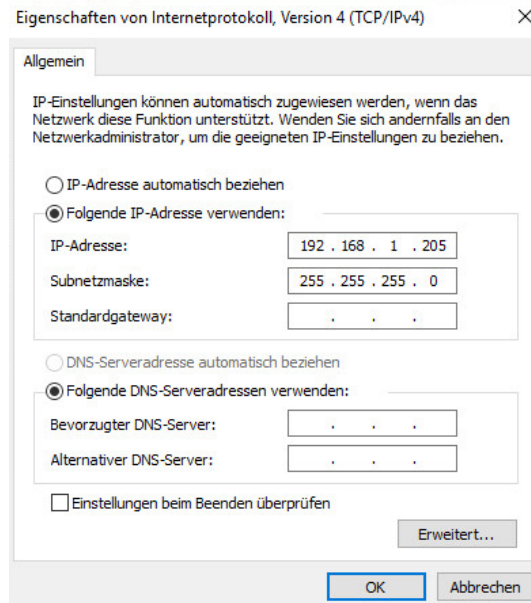 Eigenschaften von Internetprotokoll, Version 4 (TCP/IPv4)
Allgemein
IP-Einstellungen können automatisch zugewiesen werden, wenn das
Netzwerk diese Funktion unterstützt. Wenden Sie sich andernfalls an den
Netzwerkadministrator, um die geeigneten IP-Einstellungen zu beziehen.
IP-Adresse automatisch beziehen
Folgende IP-Adresse verwenden:
IP-Adresse: 192 . 168 . 1 . 205
Subnetzmaske: 255 . 255 . 255 . 0
Standardgateway: . . .
DNS-Serveradresse automatisch beziehen
Folgende DNS-Serveradressen verwenden:
Bevorzugter DNS-Server: . . .
Alternativer DNS-Server: . . .
Einstellungen beim Beenden überprüfen
Erweitert...
OK Abbrechen